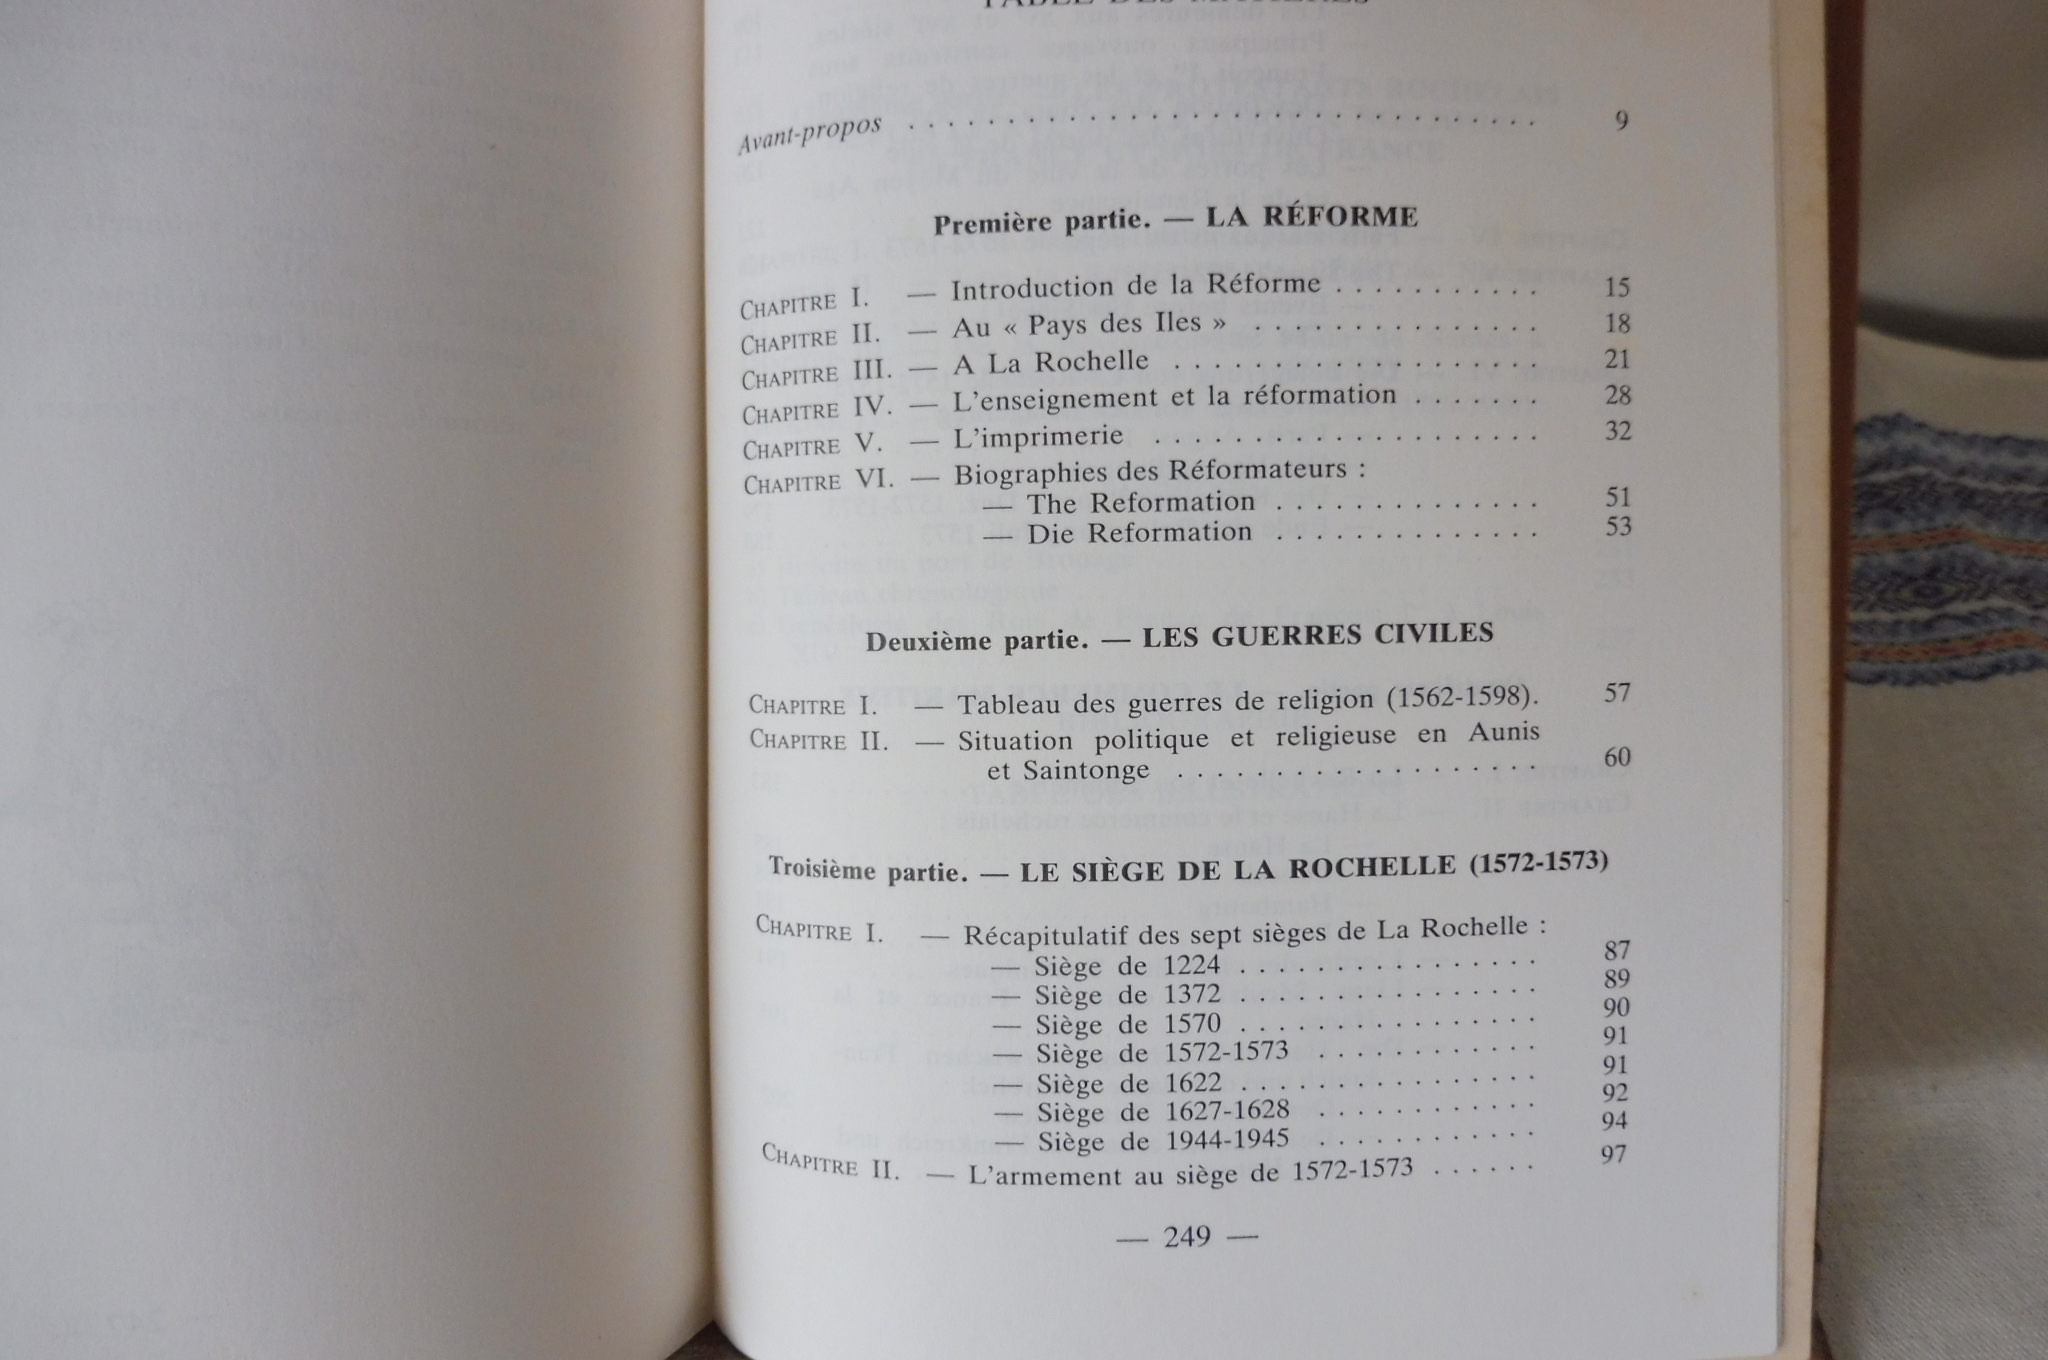 TABLE DES MATIÈRES
Avant-propos . . . . . . . . . . . . . . . . . . . . . . . . . . . . . . . . 9
Première partie. — LA RÉFORME
CHAPITRE I. — Introduction de la Réforme . . . . . . . . . . . 15
CHAPITRE II. — Au « Pays des Iles » . . . . . . . . . . . . . . . 18
CHAPITRE III. — A La Rochelle . . . . . . . . . . . . . . . . . . . 21
CHAPITRE IV. — L'enseignement et la réformation . . . . . . . 28
CHAPITRE V. — L'imprimerie . . . . . . . . . . . . . . . . . . . . 32
CHAPITRE VI. — Biographies des Réformateurs :
— The Reformation . . . . . . . . . . . . . . 51
— Die Reformation . . . . . . . . . . . . . . 53
Deuxième partie. — LES GUERRES CIVILES
CHAPITRE I. — Tableau des guerres de religion (1562-1598). 57
CHAPITRE II. — Situation politique et religieuse en Aunis
et Saintonge . . . . . . . . . . . . . . . . . . 60
Troisième partie. — LE SIÈGE DE LA ROCHELLE (1572-1573)
CHAPITRE I. — Récapitulatif des sept sièges de La Rochelle :
— Siège de 1224 . . . . . . . . . . . . . . . 87
— Siège de 1372 . . . . . . . . . . . . . . . 89
— Siège de 1570 . . . . . . . . . . . . . . . 90
— Siège de 1572-1573 . . . . . . . . . . . 91
— Siège de 1622 . . . . . . . . . . . . . . . 91
— Siège de 1627-1628 . . . . . . . . . . . 92
— Siège de 1944-1945 . . . . . . . . . . . 94
CHAPITRE II. — L'armement au siège de 1572-1573 . . . . . . 97
— 249 —